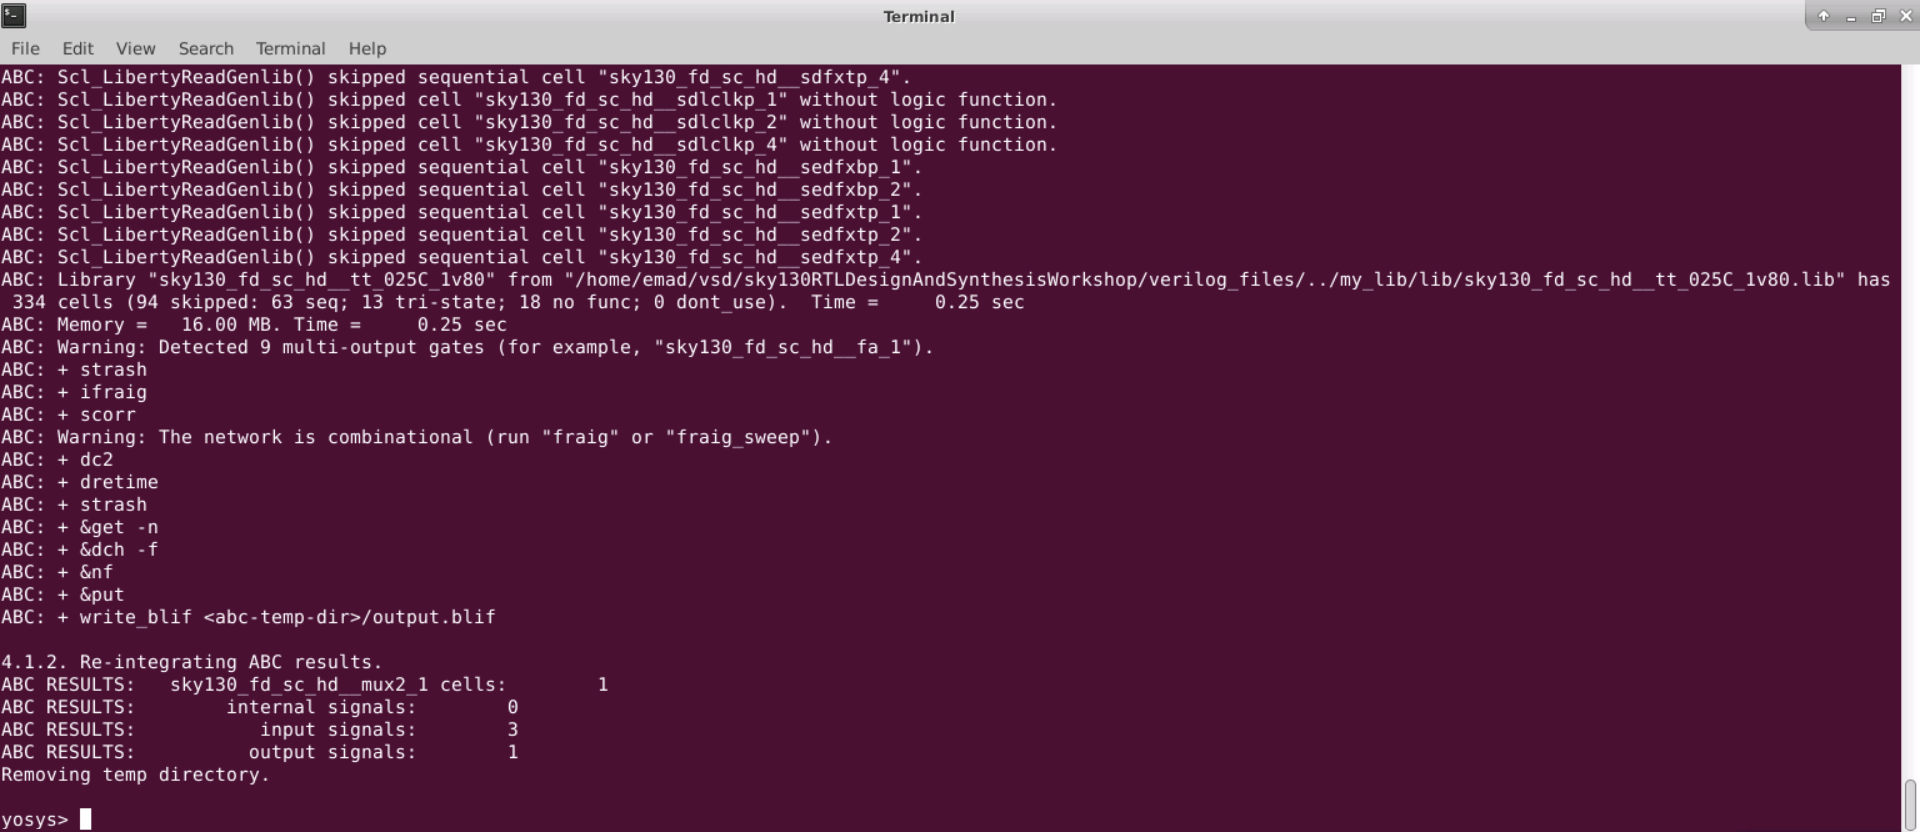 Terminal
File Edit View Search Terminal Help
ABC: Scl_LibertyReadGenlib() skipped sequential cell "sky130_fd_sc_hd__sdfxtp_4".
ABC: Scl_LibertyReadGenlib() skipped cell "sky130_fd_sc_hd__sdlclkp_1" without logic function.
ABC: Scl_LibertyReadGenlib() skipped cell "sky130_fd_sc_hd__sdlclkp_2" without logic function.
ABC: Scl_LibertyReadGenlib() skipped cell "sky130_fd_sc_hd__sdlclkp_4" without logic function.
ABC: Scl_LibertyReadGenlib() skipped sequential cell "sky130_fd_sc_hd__sedfxbp_1".
ABC: Scl_LibertyReadGenlib() skipped sequential cell "sky130_fd_sc_hd__sedfxbp_2".
ABC: Scl_LibertyReadGenlib() skipped sequential cell "sky130_fd_sc_hd__sedfxtp_1".
ABC: Scl_LibertyReadGenlib() skipped sequential cell "sky130_fd_sc_hd__sedfxtp_2".
ABC: Scl_LibertyReadGenlib() skipped sequential cell "sky130_fd_sc_hd__sedfxtp_4".
ABC: Library "sky130_fd_sc_hd__tt_025C_1v80" from "/home/emad/vsd/sky130RTLDesignAndSynthesisWorkshop/verilog_files/../my_lib/lib/sky130_fd_sc_hd__tt_025C_1v80.lib" has
 334 cells (94 skipped: 63 seq; 13 tri-state; 18 no func; 0 dont_use).  Time =     0.25 sec
ABC: Memory =   16.00 MB. Time =     0.25 sec
ABC: Warning: Detected 9 multi-output gates (for example, "sky130_fd_sc_hd__fa_1").
ABC: + strash
ABC: + ifraig
ABC: + scorr
ABC: Warning: The network is combinational (run "fraig" or "fraig_sweep").
ABC: + dc2
ABC: + dretime
ABC: + strash
ABC: + &get -n
ABC: + &dch -f
ABC: + &nf
ABC: + &put
ABC: + write_blif <abc-temp-dir>/output.blif
4.1.2. Re-integrating ABC results.
ABC RESULTS:   sky130_fd_sc_hd__mux2_1 cells:        1
ABC RESULTS:        internal signals:        0
ABC RESULTS:           input signals:        3
ABC RESULTS:          output signals:        1
Removing temp directory.
yosys>